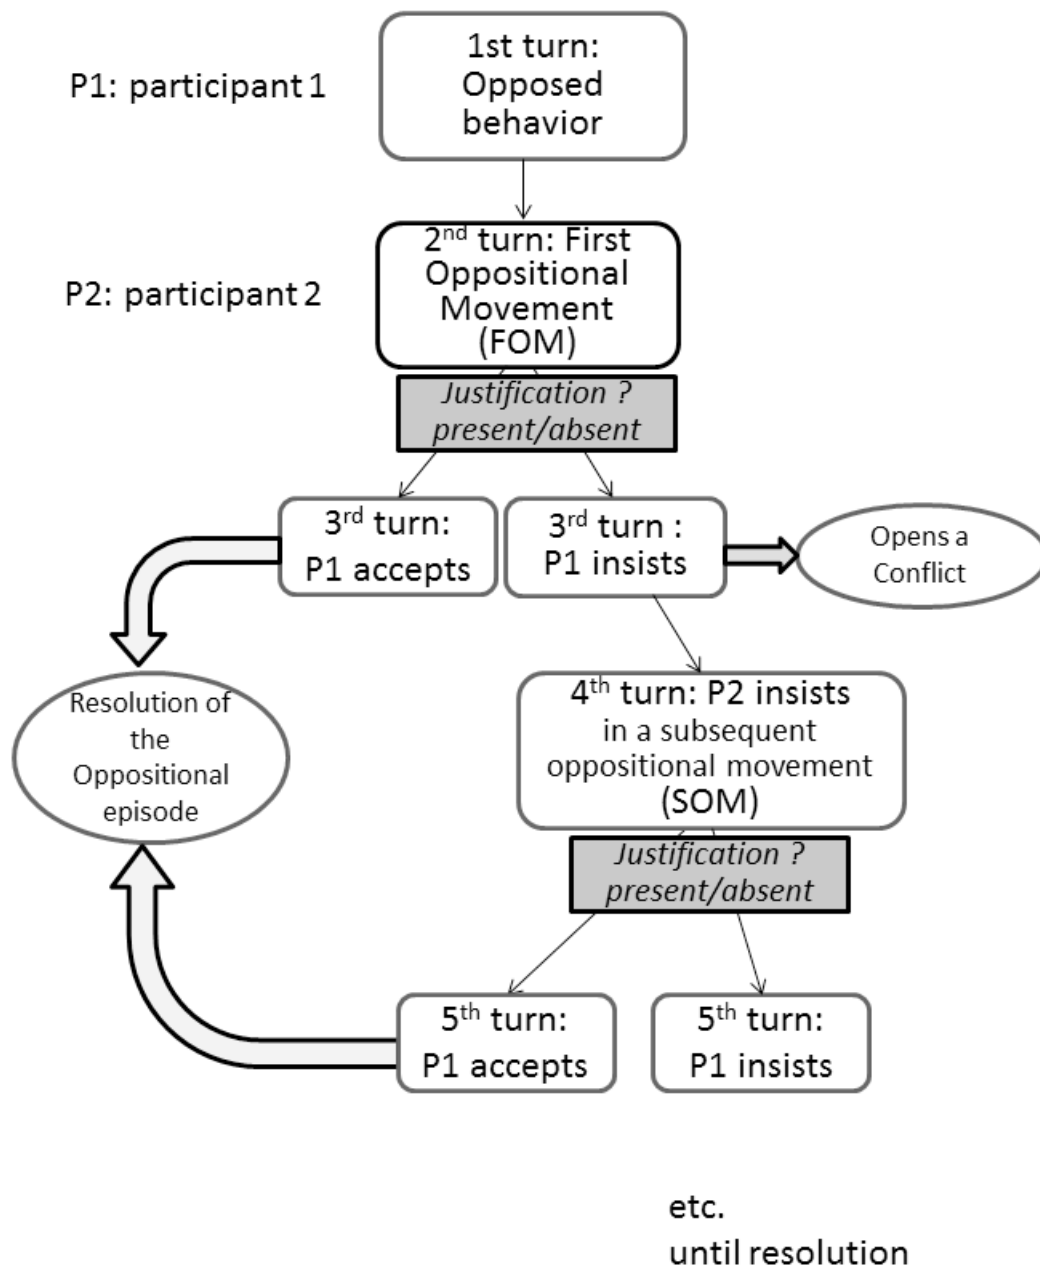 1st turn:
P1: participant 1
Opposed
behavior
2nd turn: First
Oppositional
P2: participant 2
Movement
(FOM)
Justification ?
present/absent
3rd turn:
P1 accepts
3rd turn :
P1 insists
Opens a
Conflict
Resolution of
the
Oppositional
episode
4th turn: P2 insists
in a subsequent
oppositional movement
(SOM)
Justification ?
present/absent
5th turn:
P1 accepts
5th turn:
P1 insists
etc.
until resolution